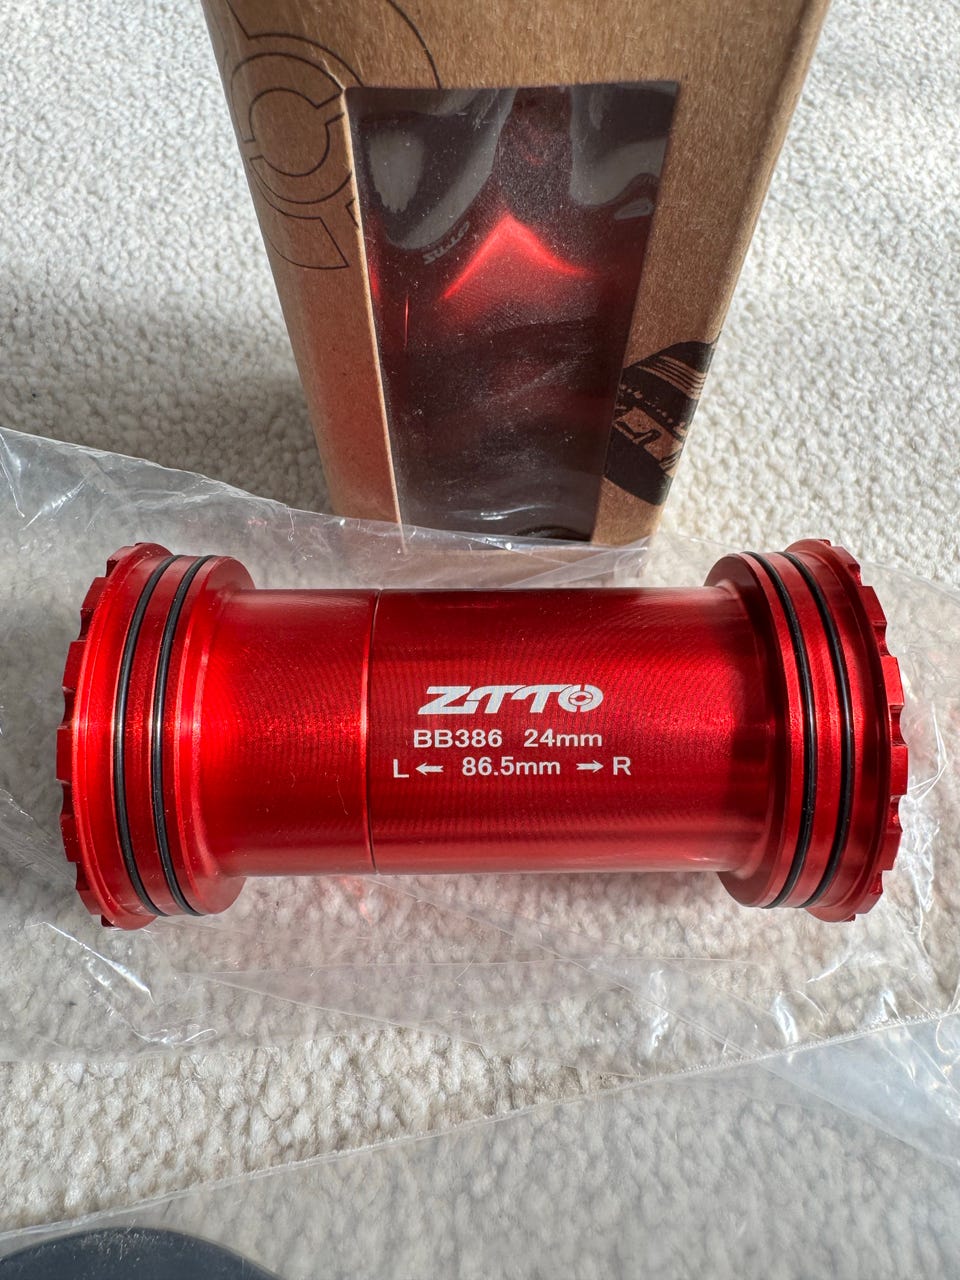 ZTTO
BB386 24mm
L ← 86.5mm → R